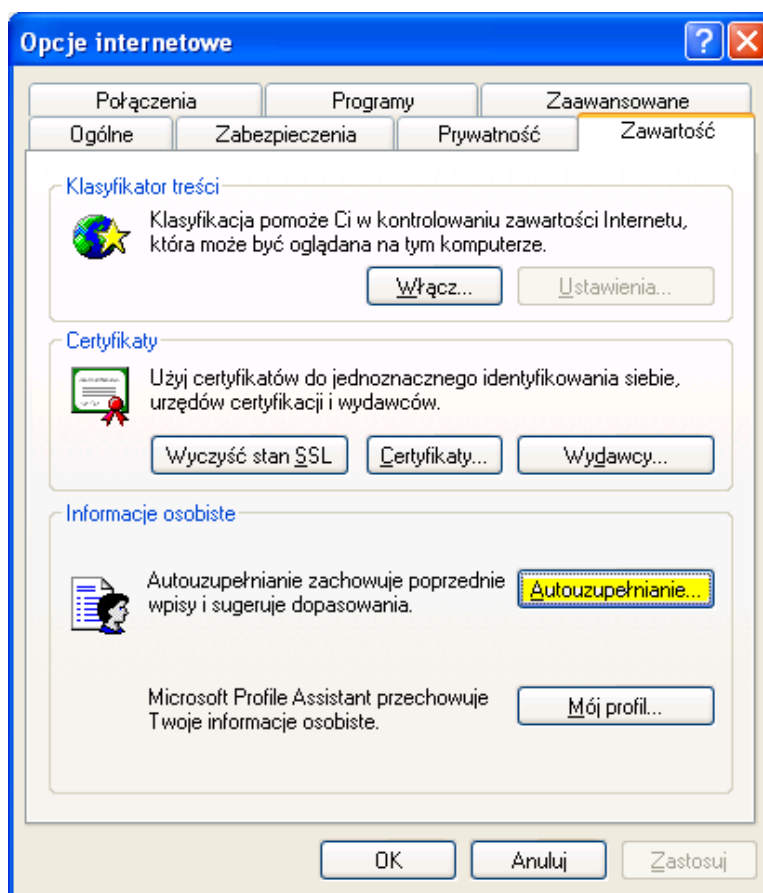 Opcje internetowe
Połączenia
Programy
Zaawansowane
Ogólne
Zabezpieczenia
Prywatność
Zawartość
Klasyfikator treści
Klasyfikacja pomoże Ci w kontrolowaniu zawartości Internetu,
która może być oglądana na tym komputerze.
Włącz...
Ustawienia...
Certyfikaty
Użyj certyfikatów do jednoznacznego identyfikowania siebie,
urzędów certyfikacji i wydawców.
Wyczyść stan SSL
Certyfikaty...
Wydawcy...
Informacje osobiste
Autouzupełnianie zachowuje poprzednie
wpisy i sugeruje dopasowania.
Autouzupełnianie...
Microsoft Profile Assistant przechowuje
Twoje informacje osobiste.
Mój profil...
OK
Anuluj
Zastosuj